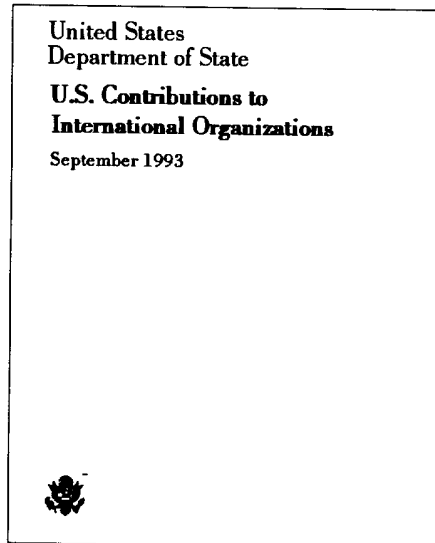 United States
Department of State
U.S. Contributions to
International Organizations
September 1993